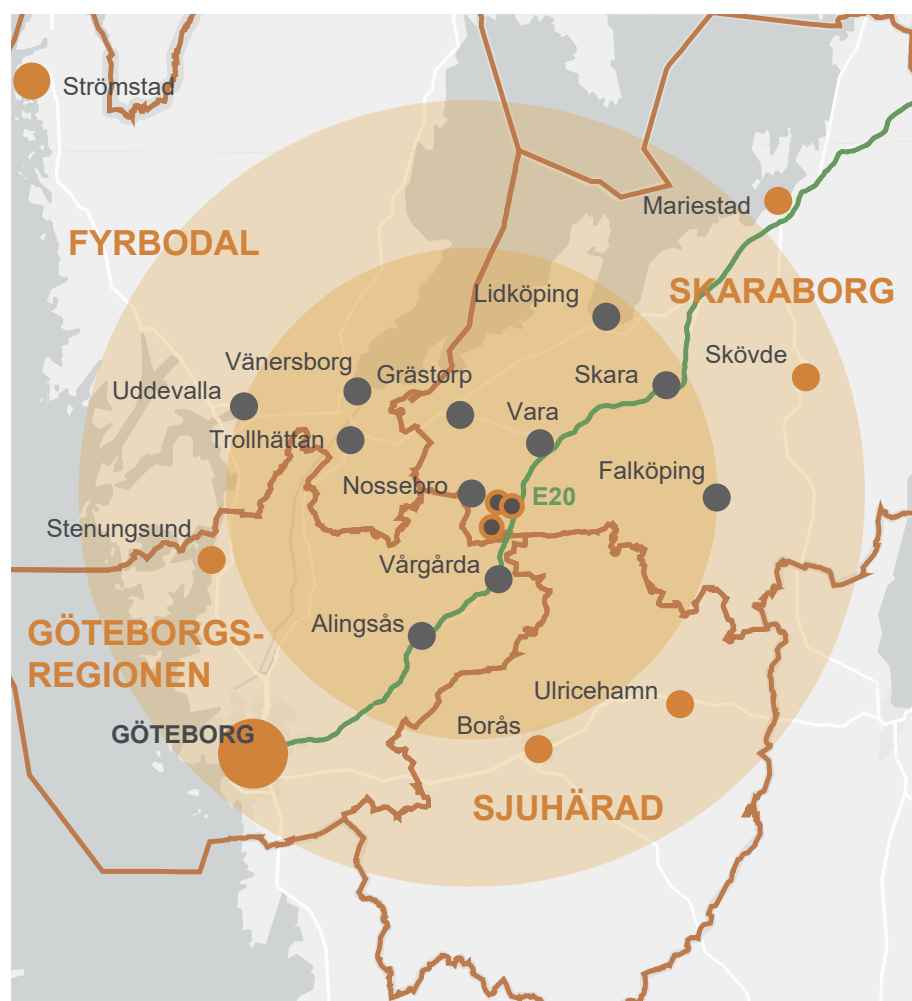 Strömstad
Mariestad
FYRBODAL
SKARABORG
Lidköping
Vänersborg
Grästorp
Skara
Skövde
Uddevalla
Vara
Trollhättan
Nossebro
E20
Falköping
Stenungsund
Vårgårda
Alingsås
GÖTEBORGS-
REGIONEN
Ulricehamn
GÖTEBORG
Borås
SJUHÄRAD